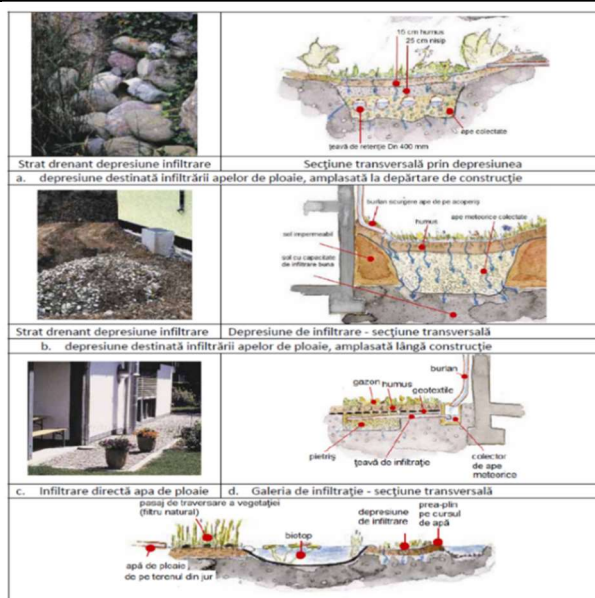 15 cm humus
25 cm nisip
țeavă de retenție Dn 400 mm
ape colectate
Strat drenant depresiune infiltrare
Secțiune transversală prin depresiunea
a. depresiune destinată infiltrării apelor de ploaie, amplasată la depărtare de construcție
burlan scurgere ape de pe acoperiș
sol impermeabil
humus
ape meteorice colectate
sol cu capacitate
de infiltrare buna
Strat drenant depresiune infiltrare
Depresiune de infiltrare - secțiune transversală
b. depresiune destinată infiltrării apelor de ploaie, amplasată lângă construcție
burlan
gazon
humus
geotextile
pietriș
țeavă de infiltrație
colector
de ape
meteorice
c. Infiltrare directă apa de ploaie
d. Galeria de infiltrație - secțiune transversală
pasaj de traversare a vegetației
(filtru natural)
biotop
depresiune
de infiltrare
prea-plin
pe cursul
de apă
apă de ploaie
de pe terenul din jur